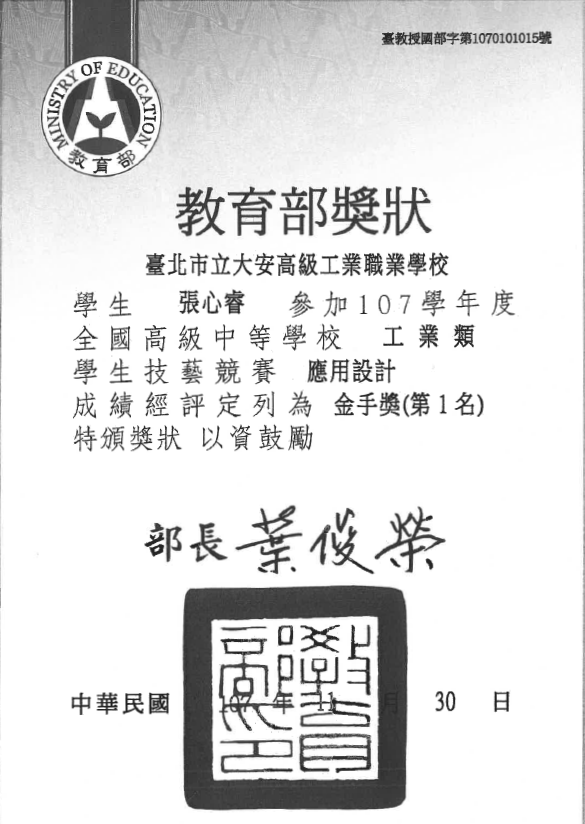 臺教授國部字第1070101015號
MINISTRY OF EDUCATION
教育部
教育部獎狀
臺北市立大安高級工業職業學校
學生 張心睿 參加107學年度
全國高級中等學校 工業類
學生技藝競賽 應用設計
成績經評定列為 金手獎(第1名)
特頒獎狀 以資鼓勵
部長 葉俊榮
教育部印
中華民國 107 年 11 月 30 日